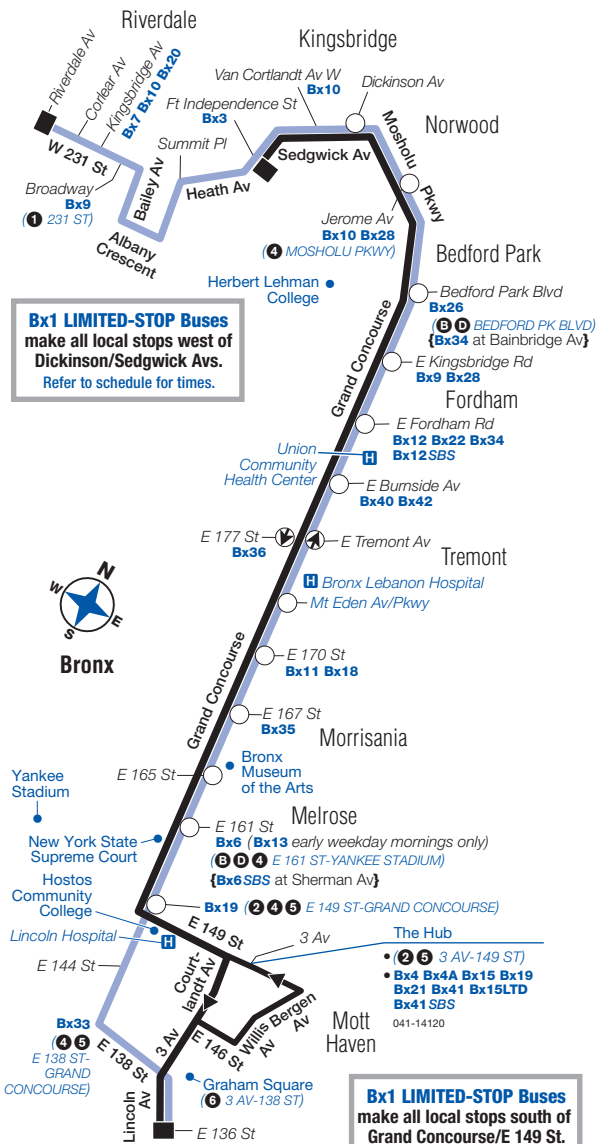 Riverdale
Riverdale Av
Corlear Av
Kingsbridge Av
Bx7 Bx10 Bx20
W 231 St
Broadway
Bx9
(1 231 ST)
Bailey Av
Albany
Crescent
Summit Pl
Heath Av
Ft Independence St
Bx3
Kingsbridge
Van Cortlandt Av W
Bx10
Dickinson Av
Sedgwick Av
Mosholu
Pkwy
Norwood
Jerome Av
Bx10 Bx28
(4 MOSHOLU PKWY)
Bedford Park
Herbert Lehman
College
Bedford Park Blvd
Bx26
(B D BEDFORD PK BLVD)
{Bx34 at Bainbridge Av}
Bx1 LIMITED-STOP Buses
make all local stops west of
Dickinson/Sedgwick Avs.
Refer to schedule for times.
Grand Concourse
E Kingsbridge Rd
Bx9 Bx28
Fordham
E Fordham Rd
Bx12 Bx22 Bx34
Bx12SBS
Union
Community
Health Center
H
E Burnside Av
Bx40 Bx42
E 177 St
Bx36
E Tremont Av
Tremont
H Bronx Lebanon Hospital
Mt Eden Av/Pkwy
N
W
E
S
Bronx
E 170 St
Bx11 Bx18
Grand Concourse
E 167 St
Bx35
Morrisania
E 165 St
Bronx
Museum
of the Arts
Yankee
Stadium
Melrose
E 161 St
Bx6 (Bx13 early weekday mornings only)
(B D 4 E 161 ST-YANKEE STADIUM)
{Bx6SBS at Sherman Av}
New York State
Supreme Court
Hostos
Community
College
Bx19 (2 4 5 E 149 ST-GRAND CONCOURSE)
Lincoln Hospital
H
E 149 St
3 Av
The Hub
• (2 5 3 AV-149 ST)
• Bx4 Bx4A Bx15 Bx19
Bx21 Bx41 Bx15LTD
Bx41 SBS
041-14120
E 144 St
Court-
landt Av
Willis Bergen
Av Av
E 146 St
3 Av
Mott
Haven
Bx33
(4 5
E 138 ST-
GRAND
CONCOURSE)
E 138 St
Graham Square
(6 3 AV-138 ST)
Lincoln
Av
E 136 St
Bx1 LIMITED-STOP Buses
make all local stops south of
Grand Concourse/E 149 St.